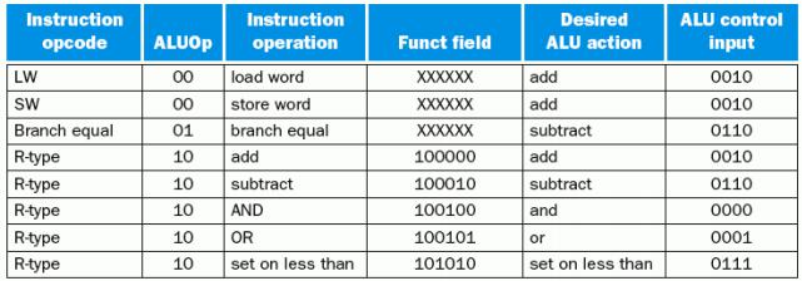 Instruction opcode ALUOp Instruction operation Funct field Desired ALU action ALU control input
LW 00 load word XXXXXX add 0010
SW 00 store word XXXXXX add 0010
Branch equal 01 branch equal XXXXXX subtract 0110
R-type 10 add 100000 add 0010
R-type 10 subtract 100010 subtract 0110
R-type 10 AND 100100 and 0000
R-type 10 OR 100101 or 0001
R-type 10 set on less than 101010 set on less than 0111